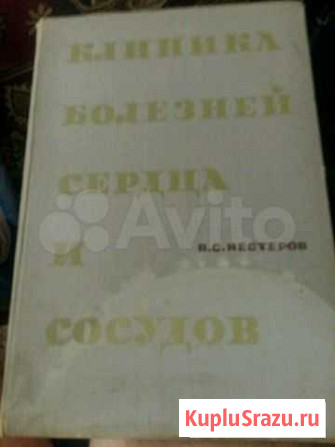 КЛИНИКА
БОЛЕЗНЕЙ
СЕРДЦА
Avito
И
В.С.НЕСТЕРОВ
СОСУДОВ
KupluSrazu.ru